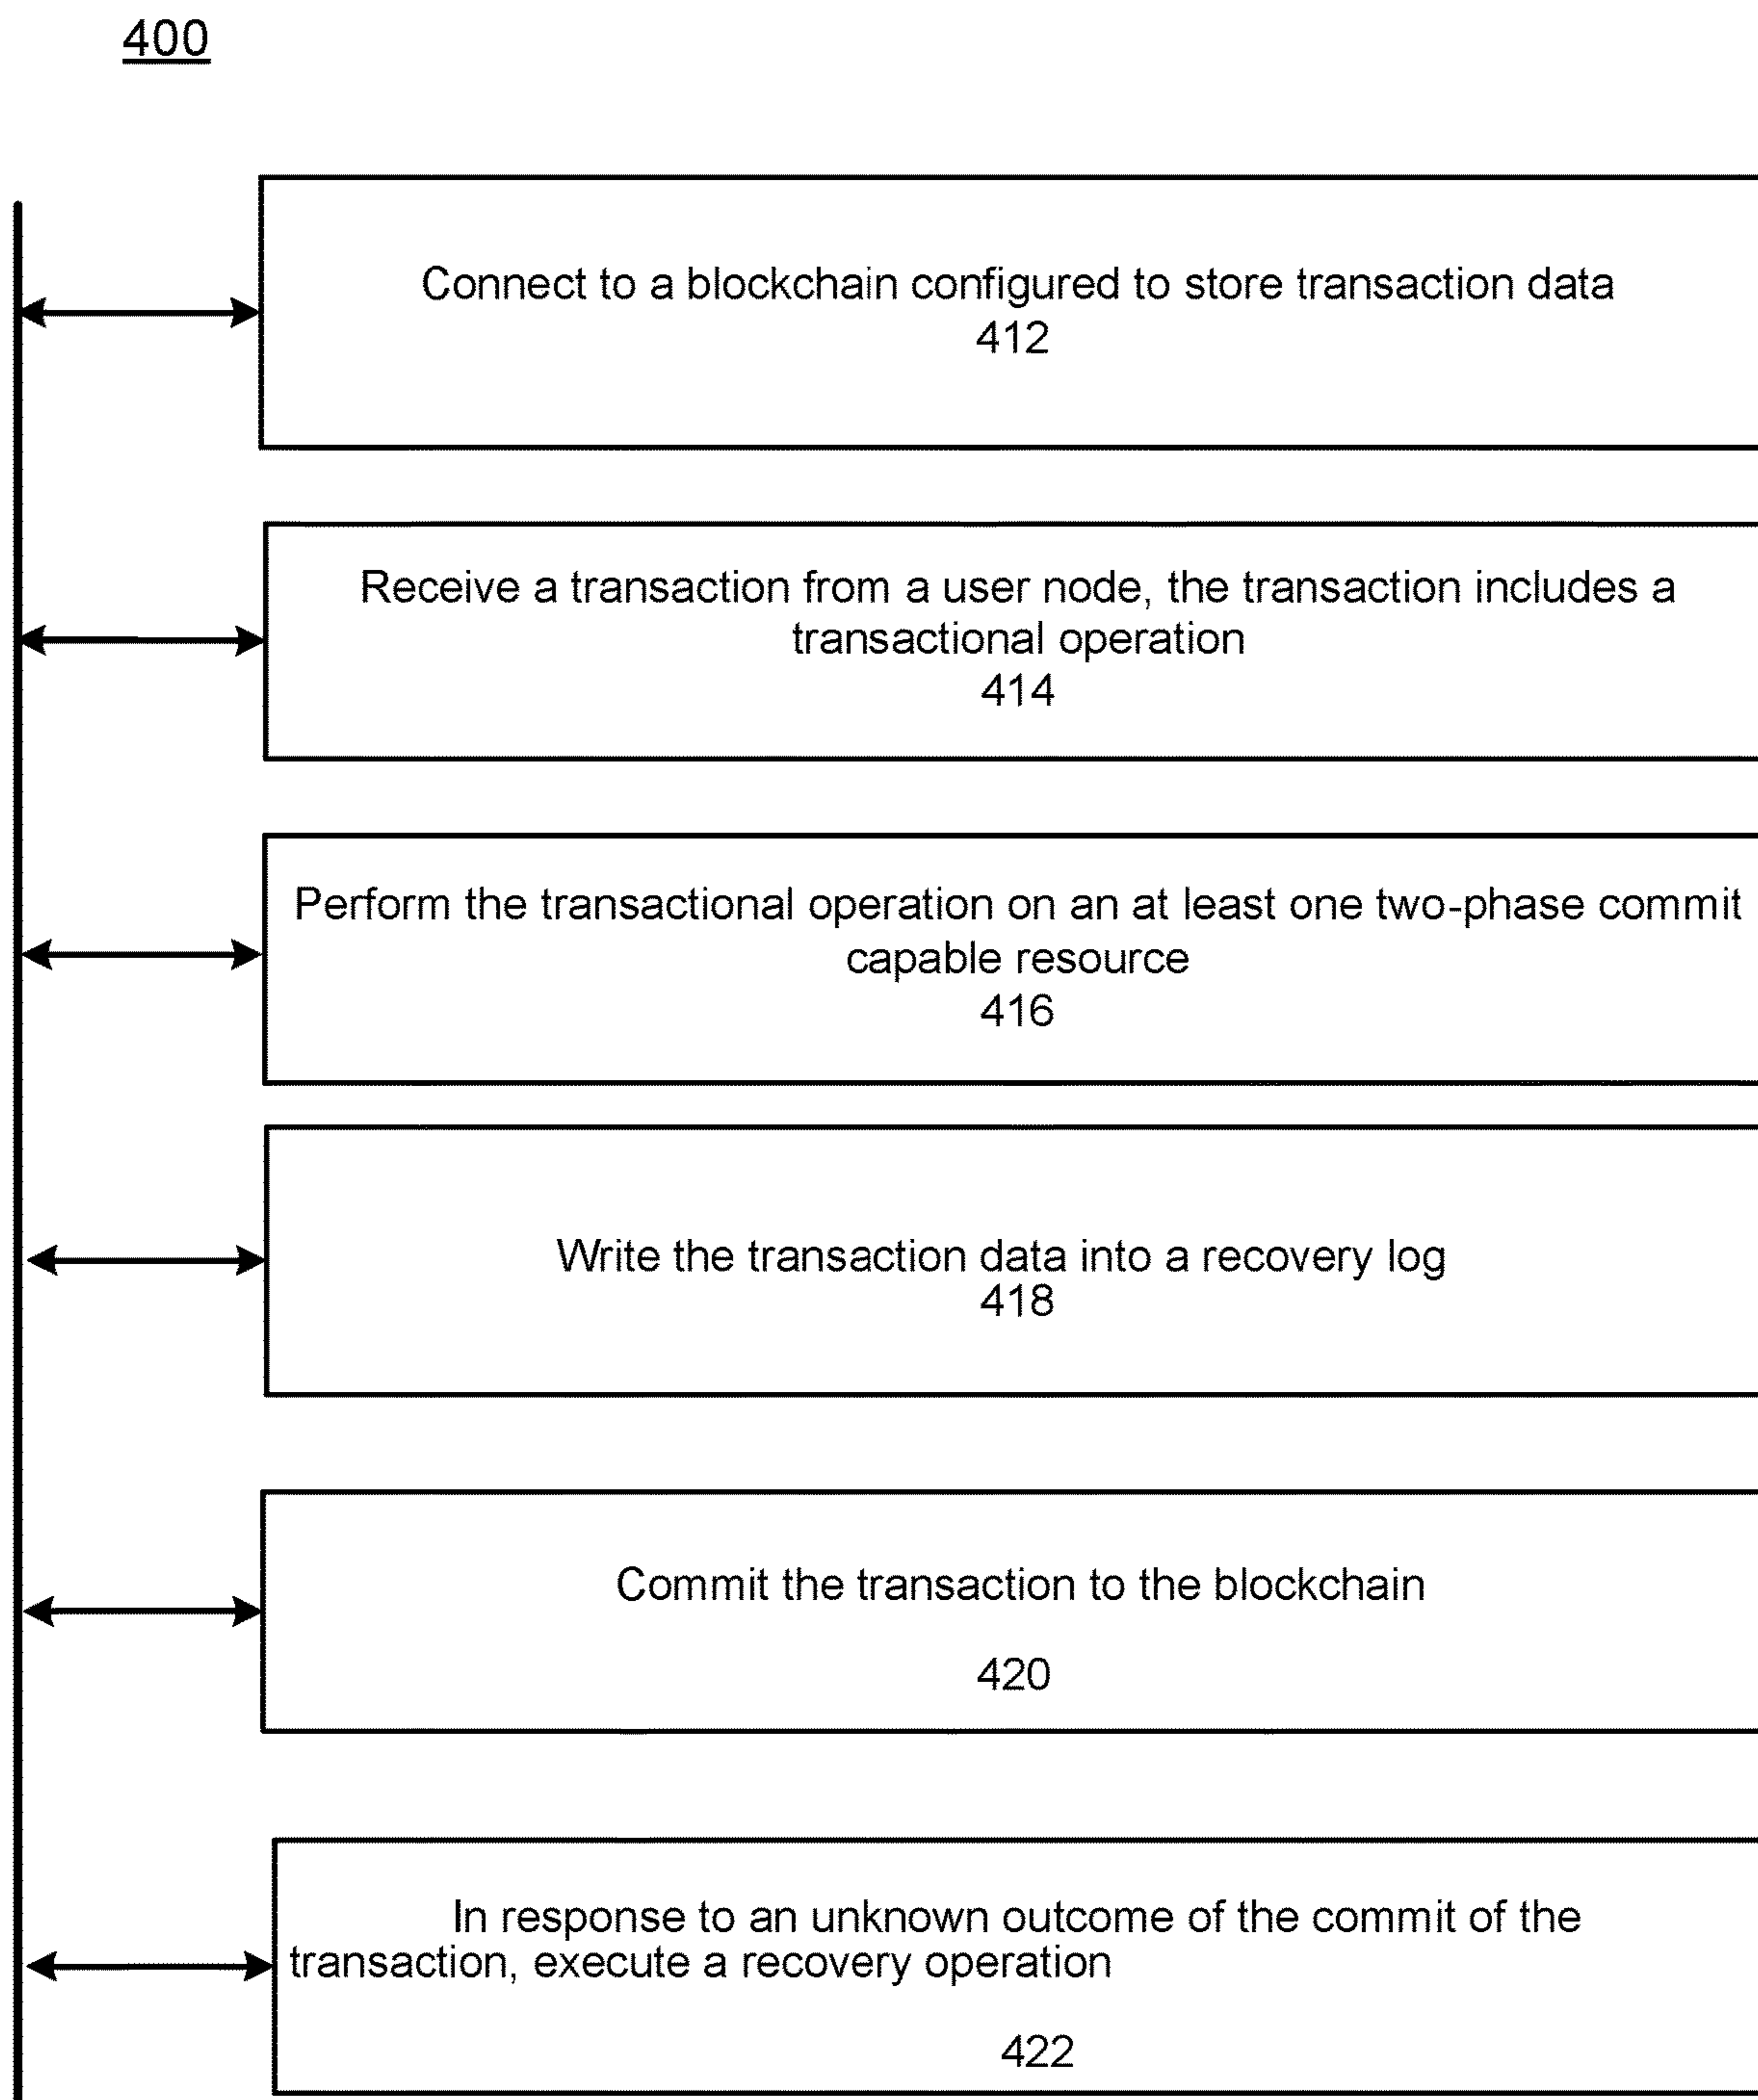 400
Connect to a blockchain configured to store transaction data
412
Receive a transaction from a user node, the transaction includes a
transactional operation
414
Perform the transactional operation on an at least one two-phase commit
capable resource
416
Write the transaction data into a recovery log
418
Commit the transaction to the blockchain
420
In response to an unknown outcome of the commit of the
transaction, execute a recovery operation
422